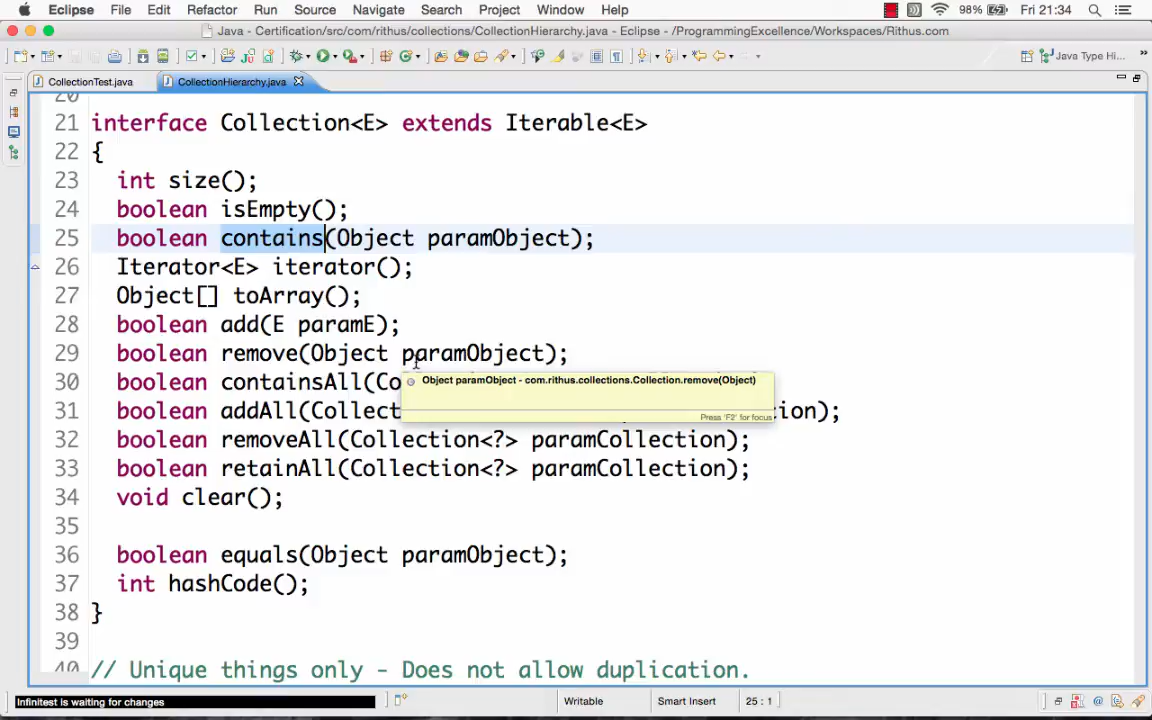 Eclipse File Edit Refactor Run Source Navigate Search Project Window Help 98% Fri 21:34
Java - Certification/src/com/rithus/collections/CollectionHierarchy.java - Eclipse - /ProgrammingExcellence/Workspaces/Rithus.com
Java Type Hi...
CollectionTest.java CollectionHierarchy.java
20
21 interface Collection<E> extends Iterable<E>
22 {
23 int size();
24 boolean isEmpty();
25 boolean contains(Object paramObject);
26 Iterator<E> iterator();
27 Object[] toArray();
28 boolean add(E paramE);
29 boolean remove(Object paramObject);
Object paramObject - com.rithus.collections.Collection.remove(Object)
30 boolean containsAll(Co
31 boolean addAll(Collect ion);
Press 'F2' for focus
32 boolean removeAll(Collection<?> paramCollection);
33 boolean retainAll(Collection<?> paramCollection);
34 void clear();
35
36 boolean equals(Object paramObject);
37 int hashCode();
38 }
39
40 // Unique things only - Does not allow duplication.
Infinitest is waiting for changes Writable Smart Insert 25 : 1